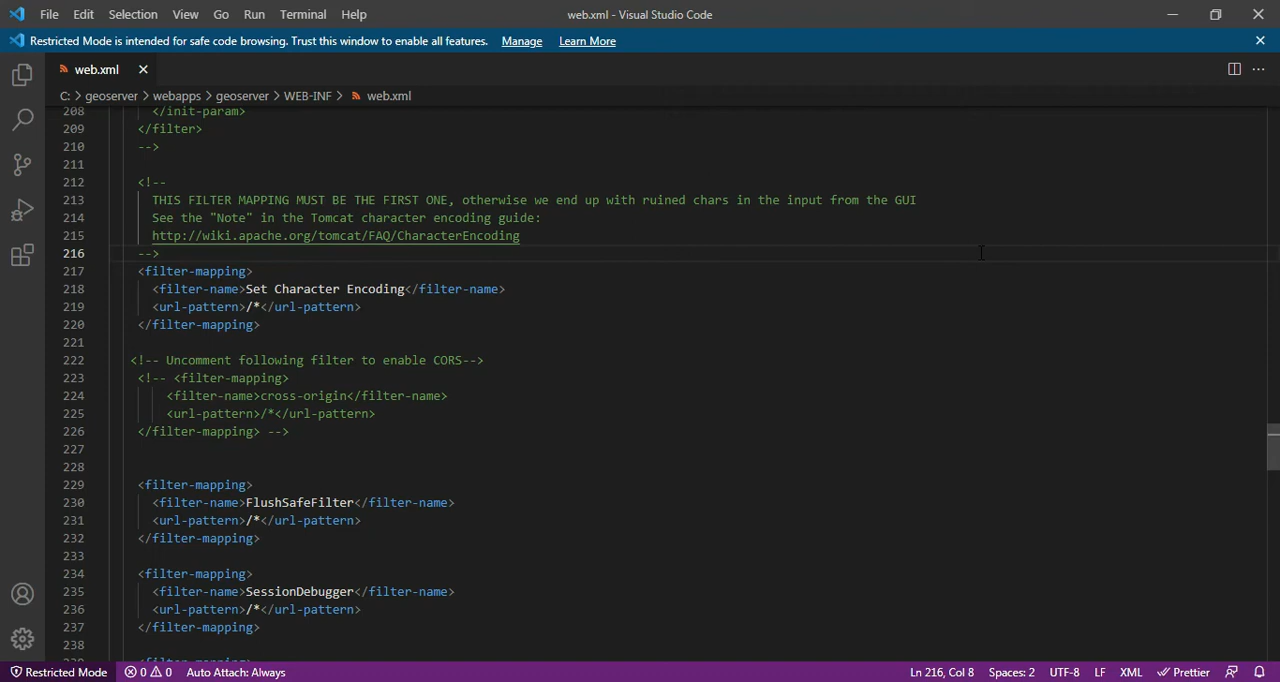 File Edit Selection View Go Run Terminal Help web.xml - Visual Studio Code
Restricted Mode is intended for safe code browsing. Trust this window to enable all features. Manage Learn More
web.xml
C: > geoserver > webapps > geoserver > WEB-INF > web.xml
208 </init-param>
209 </filter>
210 -->
211
212 <!--
213 THIS FILTER MAPPING MUST BE THE FIRST ONE, otherwise we end up with ruined chars in the input from the GUI
214 See the "Note" in the Tomcat character encoding guide:
215 http://wiki.apache.org/tomcat/FAQ/CharacterEncoding
216 -->
217 <filter-mapping>
218 <filter-name>Set Character Encoding</filter-name>
219 <url-pattern>/*</url-pattern>
220 </filter-mapping>
221
222 <!-- Uncomment following filter to enable CORS-->
223 <!-- <filter-mapping>
224 <filter-name>cross-origin</filter-name>
225 <url-pattern>/*</url-pattern>
226 </filter-mapping> -->
227
228
229 <filter-mapping>
230 <filter-name>FlushSafeFilter</filter-name>
231 <url-pattern>/*</url-pattern>
232 </filter-mapping>
233
234 <filter-mapping>
235 <filter-name>SessionDebugger</filter-name>
236 <url-pattern>/*</url-pattern>
237 </filter-mapping>
238
Restricted Mode 0 0 Auto Attach: Always Ln 216, Col 8 Spaces: 2 UTF-8 LF XML Prettier